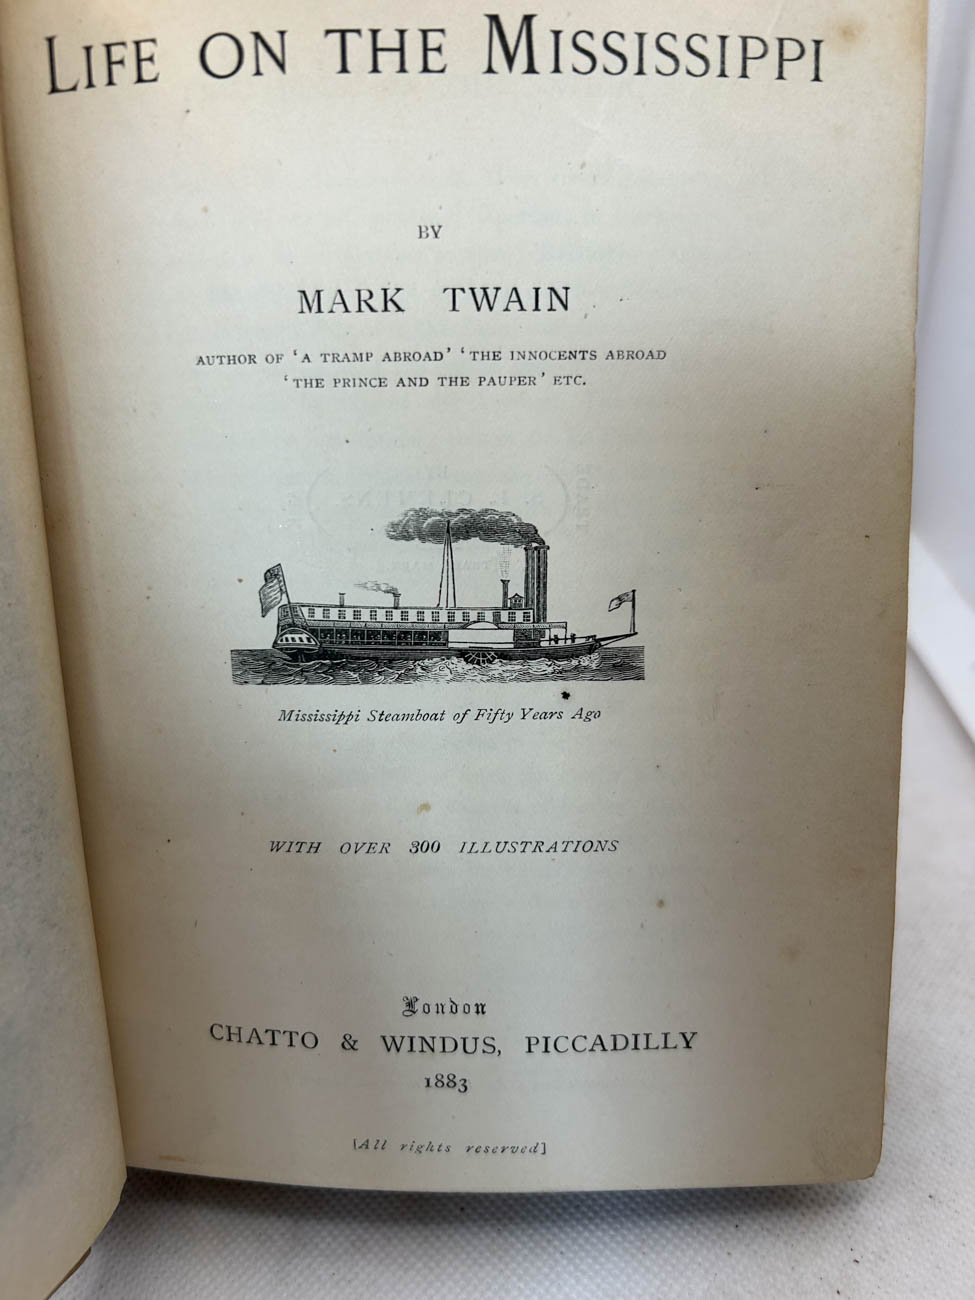 LIFE ON THE MISSISSIPPI
BY
MARK TWAIN
AUTHOR OF 'A TRAMP ABROAD' 'THE INNOCENTS ABROAD
'THE PRINCE AND THE PAUPER' ETC.
Mississippi Steamboat of Fifty Years Ago
WITH OVER 300 ILLUSTRATIONS
London
CHATTO & WINDUS, PICCADILLY
1883
[All rights reserved]